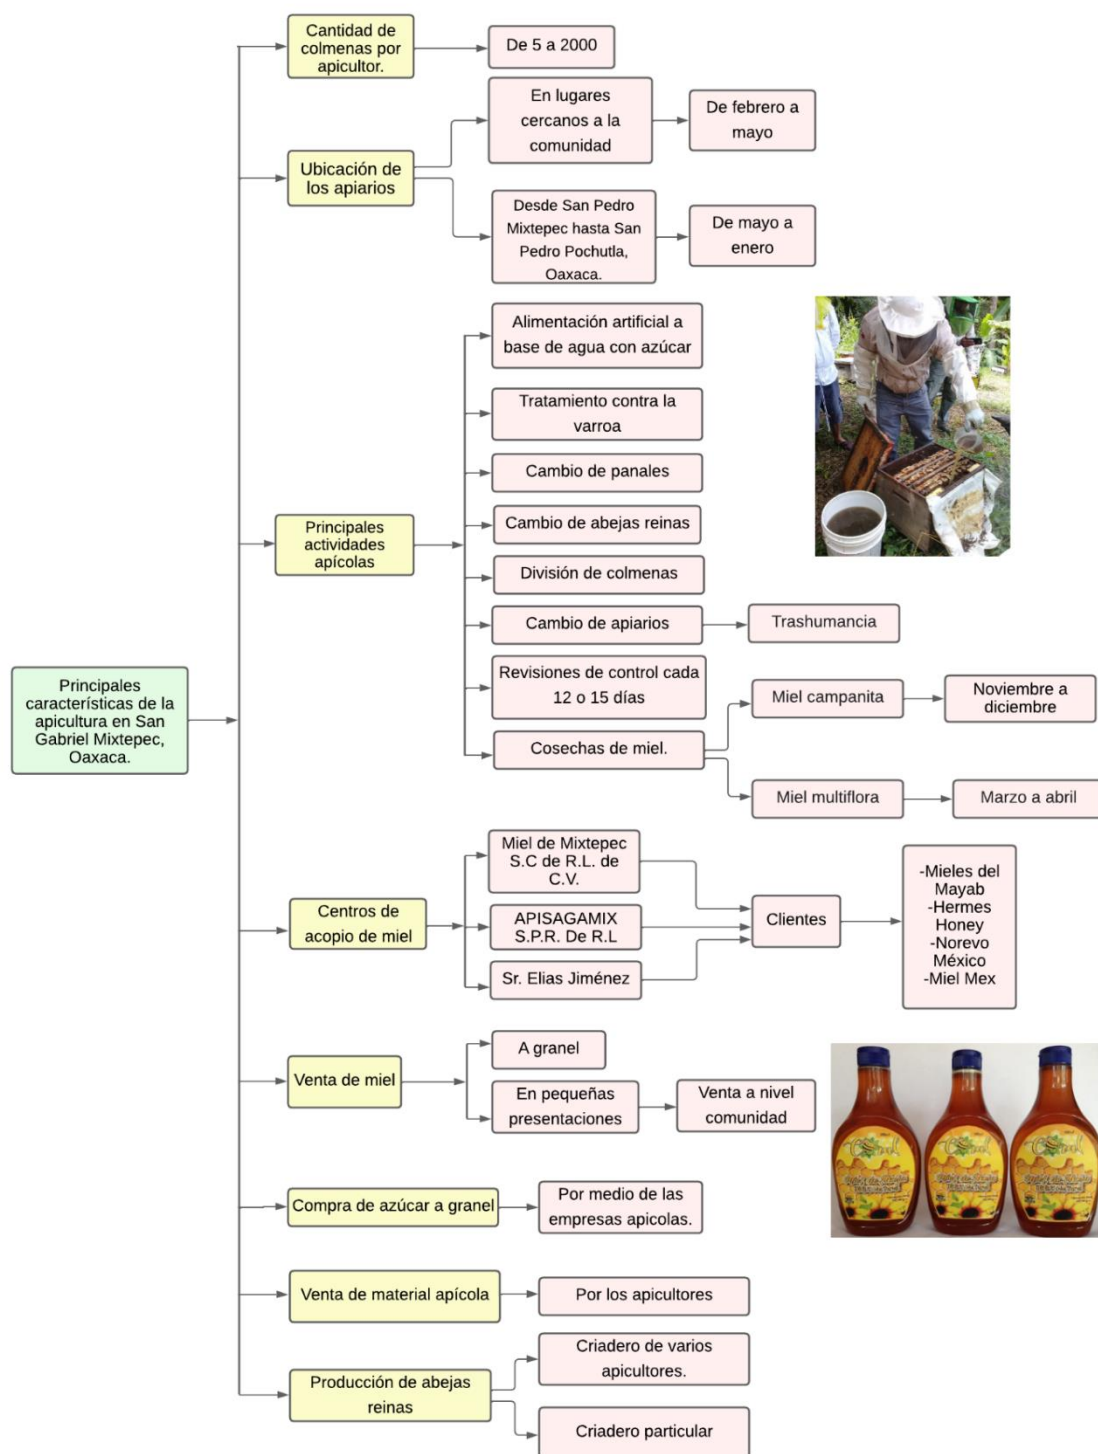 Cantidad de
colmenas por
apicultor.
De 5 a 2000
Ubicación de
los apiarios
En lugares
cercanos a la
comunidad
De febrero a
mayo
Desde San Pedro
Mixtepec hasta San
Pedro Pochutla,
Oaxaca.
De mayo a
enero
Principales
actividades
apícolas
Alimentación artificial a
base de agua con azúcar
Tratamiento contra la
varroa
Cambio de panales
Cambio de abejas reinas
División de colmenas
Cambio de apiarios
Trashumancia
Revisiones de control cada
12 o 15 días
Cosechas de miel.
Miel campanita
Noviembre a
diciembre
Miel multiflora
Marzo a abril
Principales
características de la
apicultura en San
Gabriel Mixtepec,
Oaxaca.
Centros de
acopio de miel
Miel de Mixtepec
S.C de R.L. de
C.V.
APISAGAMIX
S.P.R. De R.L
Sr. Elias Jiménez
Clientes
-Mieles del
Mayab
-Hermes
Honey
-Norevo
México
-Miel Mex
Venta de miel
A granel
En pequeñas
presentaciones
Venta a nivel
comunidad
Compra de azúcar a granel
Por medio de las
empresas apicolas.
Venta de material apícola
Por los apicultores
Producción de abejas
reinas
Criadero de varios
apicultores.
Criadero particular